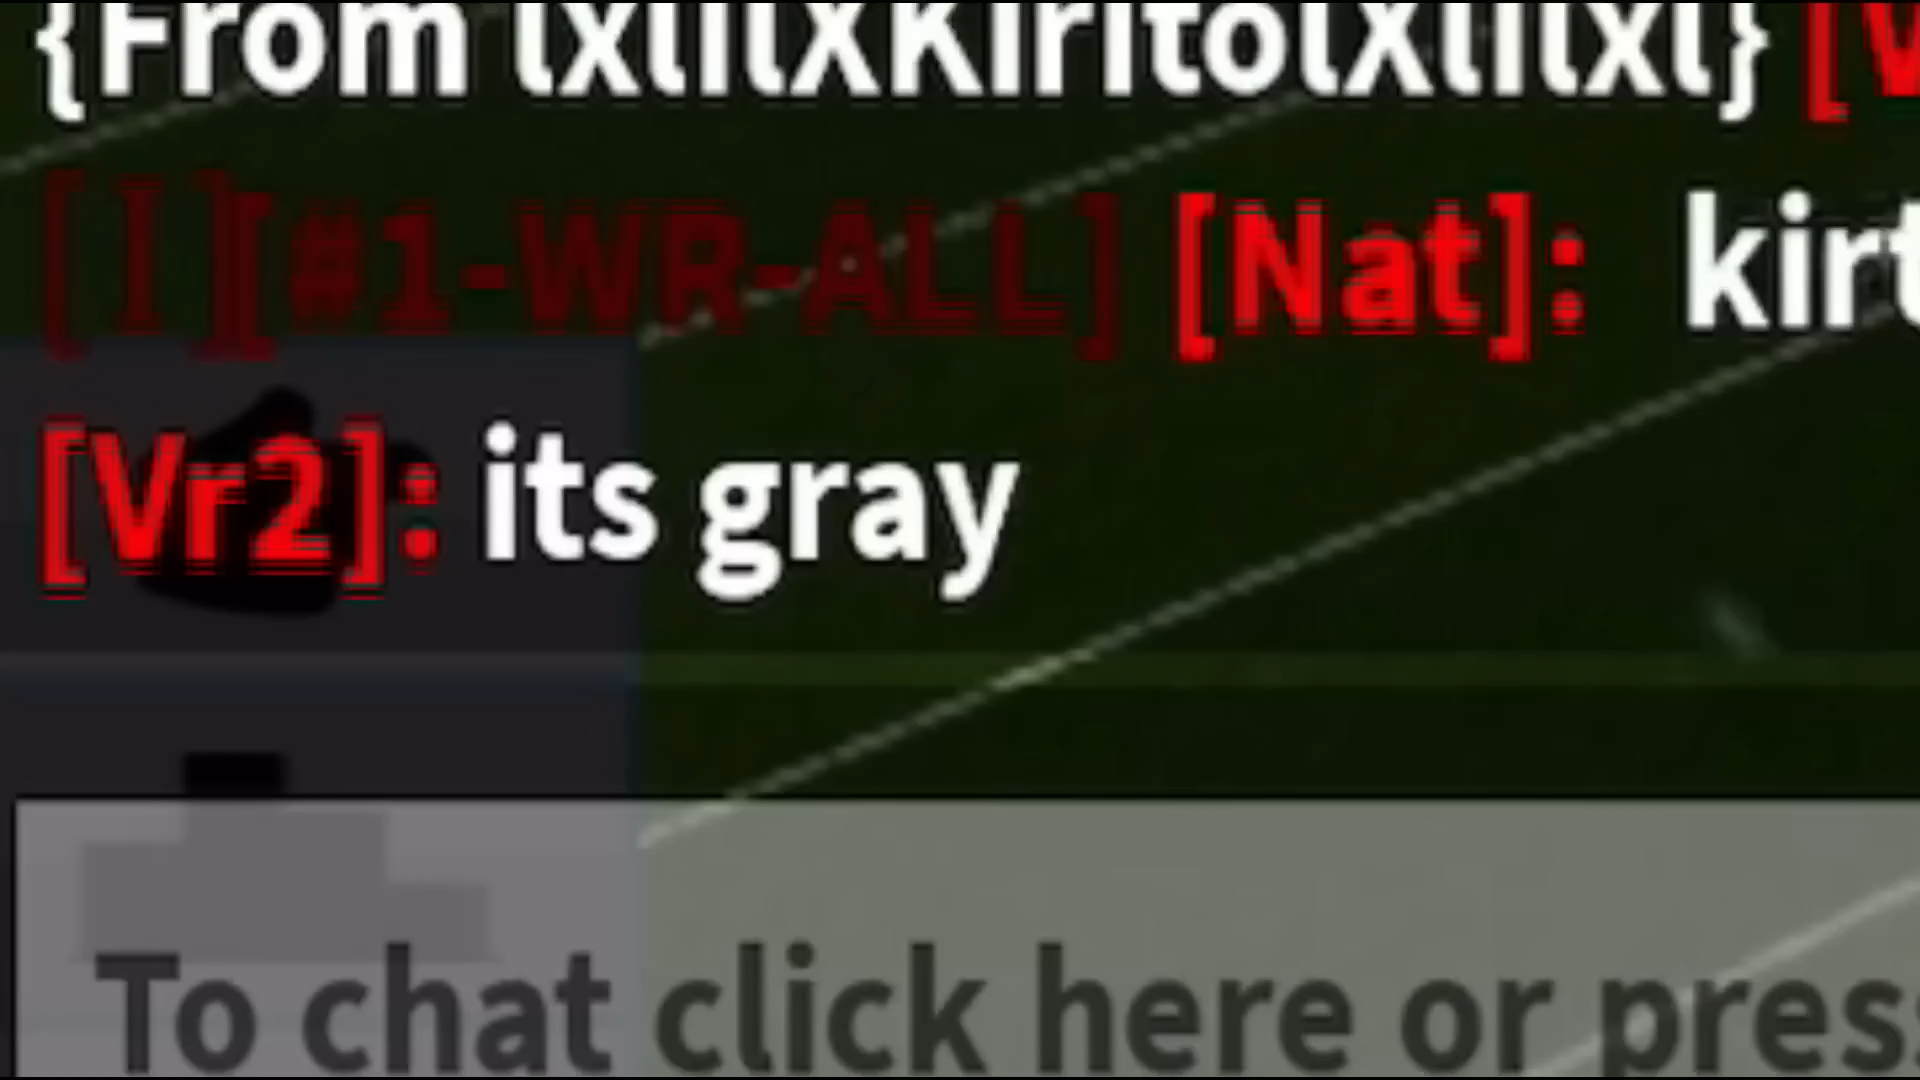 {From lxlilXKiritolXlilxl} [V
[I][#1-WR-ALL] [Nat]: kirt
[Vr2]: its gray
To chat click here or press